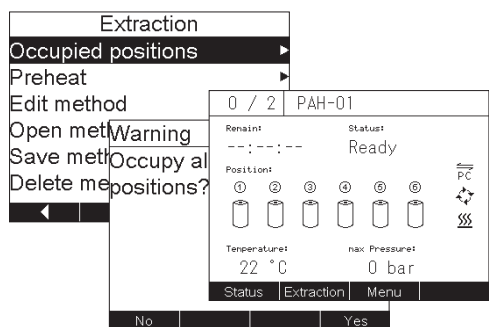 Extraction
Occupied positions
Preheat
Edit method
Open meth
Save meth
Delete me
Warning
Occupy al
positions?
No Yes
0 / 2 PAH-01
Remain: Status:
--:--:-- Ready
Position:
① ② ③ ④ ⑤ ⑥
PC
Temperature: max Pressure:
22 °C 0 bar
Status Extraction Menu